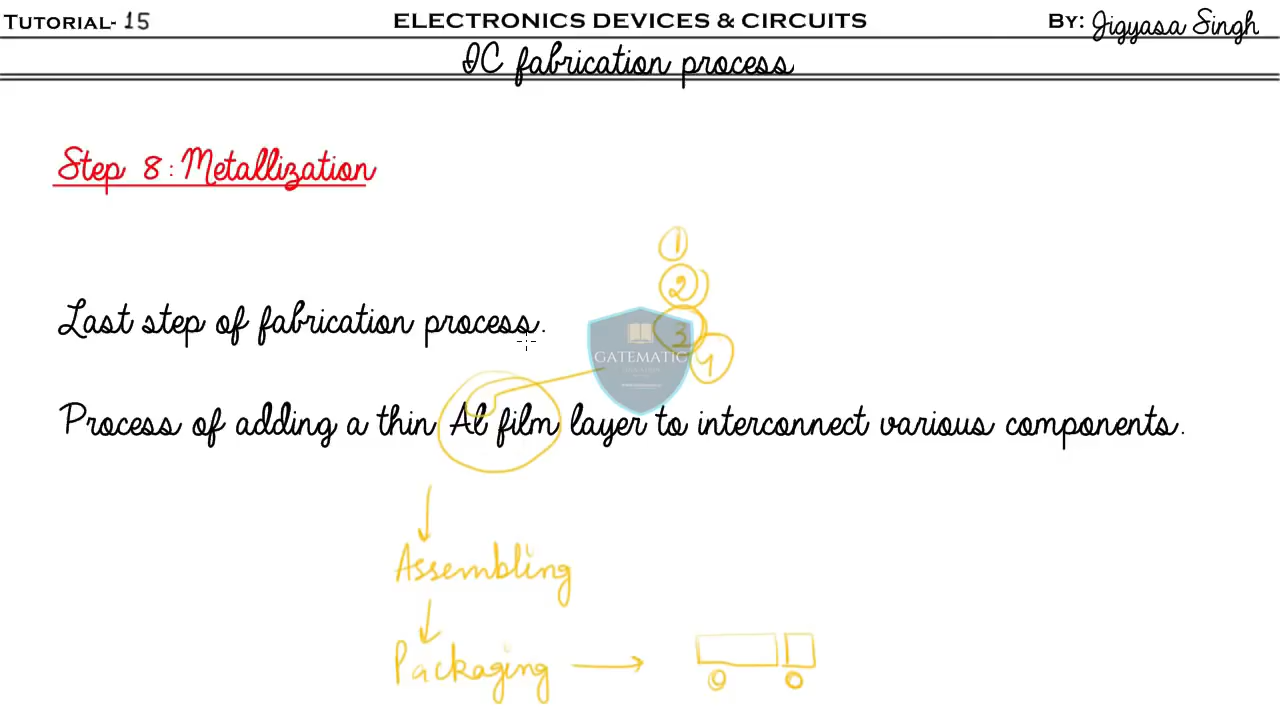 TUTORIAL- 15 ELECTRONICS DEVICES & CIRCUITS BY: Jigyasa Singh
IC fabrication process
Step 8: Metallization
1
2
Last step of fabrication process.
3
GATEMATIC
4
Process of adding a thin Al film layer to interconnect various components.
Assembling
Packaging